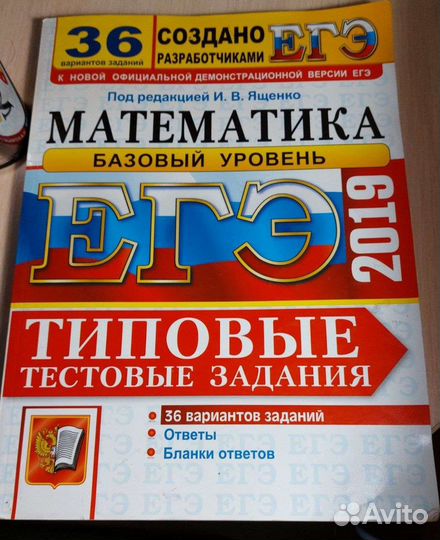 36
вариантов заданий
СОЗДАНО
РАЗРАБОТЧИКАМИ
ЕГЭ
К НОВОЙ ОФИЦИАЛЬНОЙ ДЕМОНСТРАЦИОННОЙ ВЕРСИИ ЕГЭ
Под редакцией И. В. Ященко
МАТЕМАТИКА
БАЗОВЫЙ УРОВЕНЬ
ЕГЭ
2019
ТИПОВЫЕ
ТЕСТОВЫЕ ЗАДАНИЯ
• 36 вариантов заданий
• Ответы
• Бланки ответов
Avito